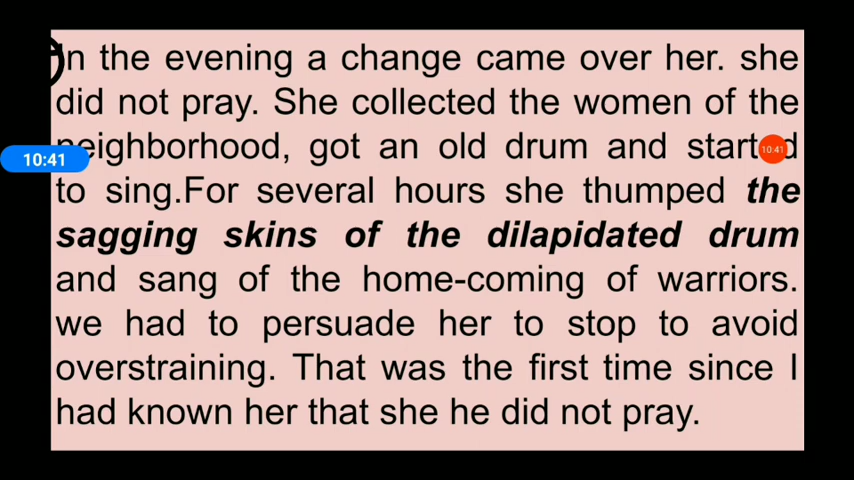 In the evening a change came over her. she
did not pray. She collected the women of the
neighborhood, got an old drum and started
10:41
10:41
to sing.For several hours she thumped the
sagging skins of the dilapidated drum
and sang of the home-coming of warriors.
we had to persuade her to stop to avoid
overstraining. That was the first time since I
had known her that she he did not pray.